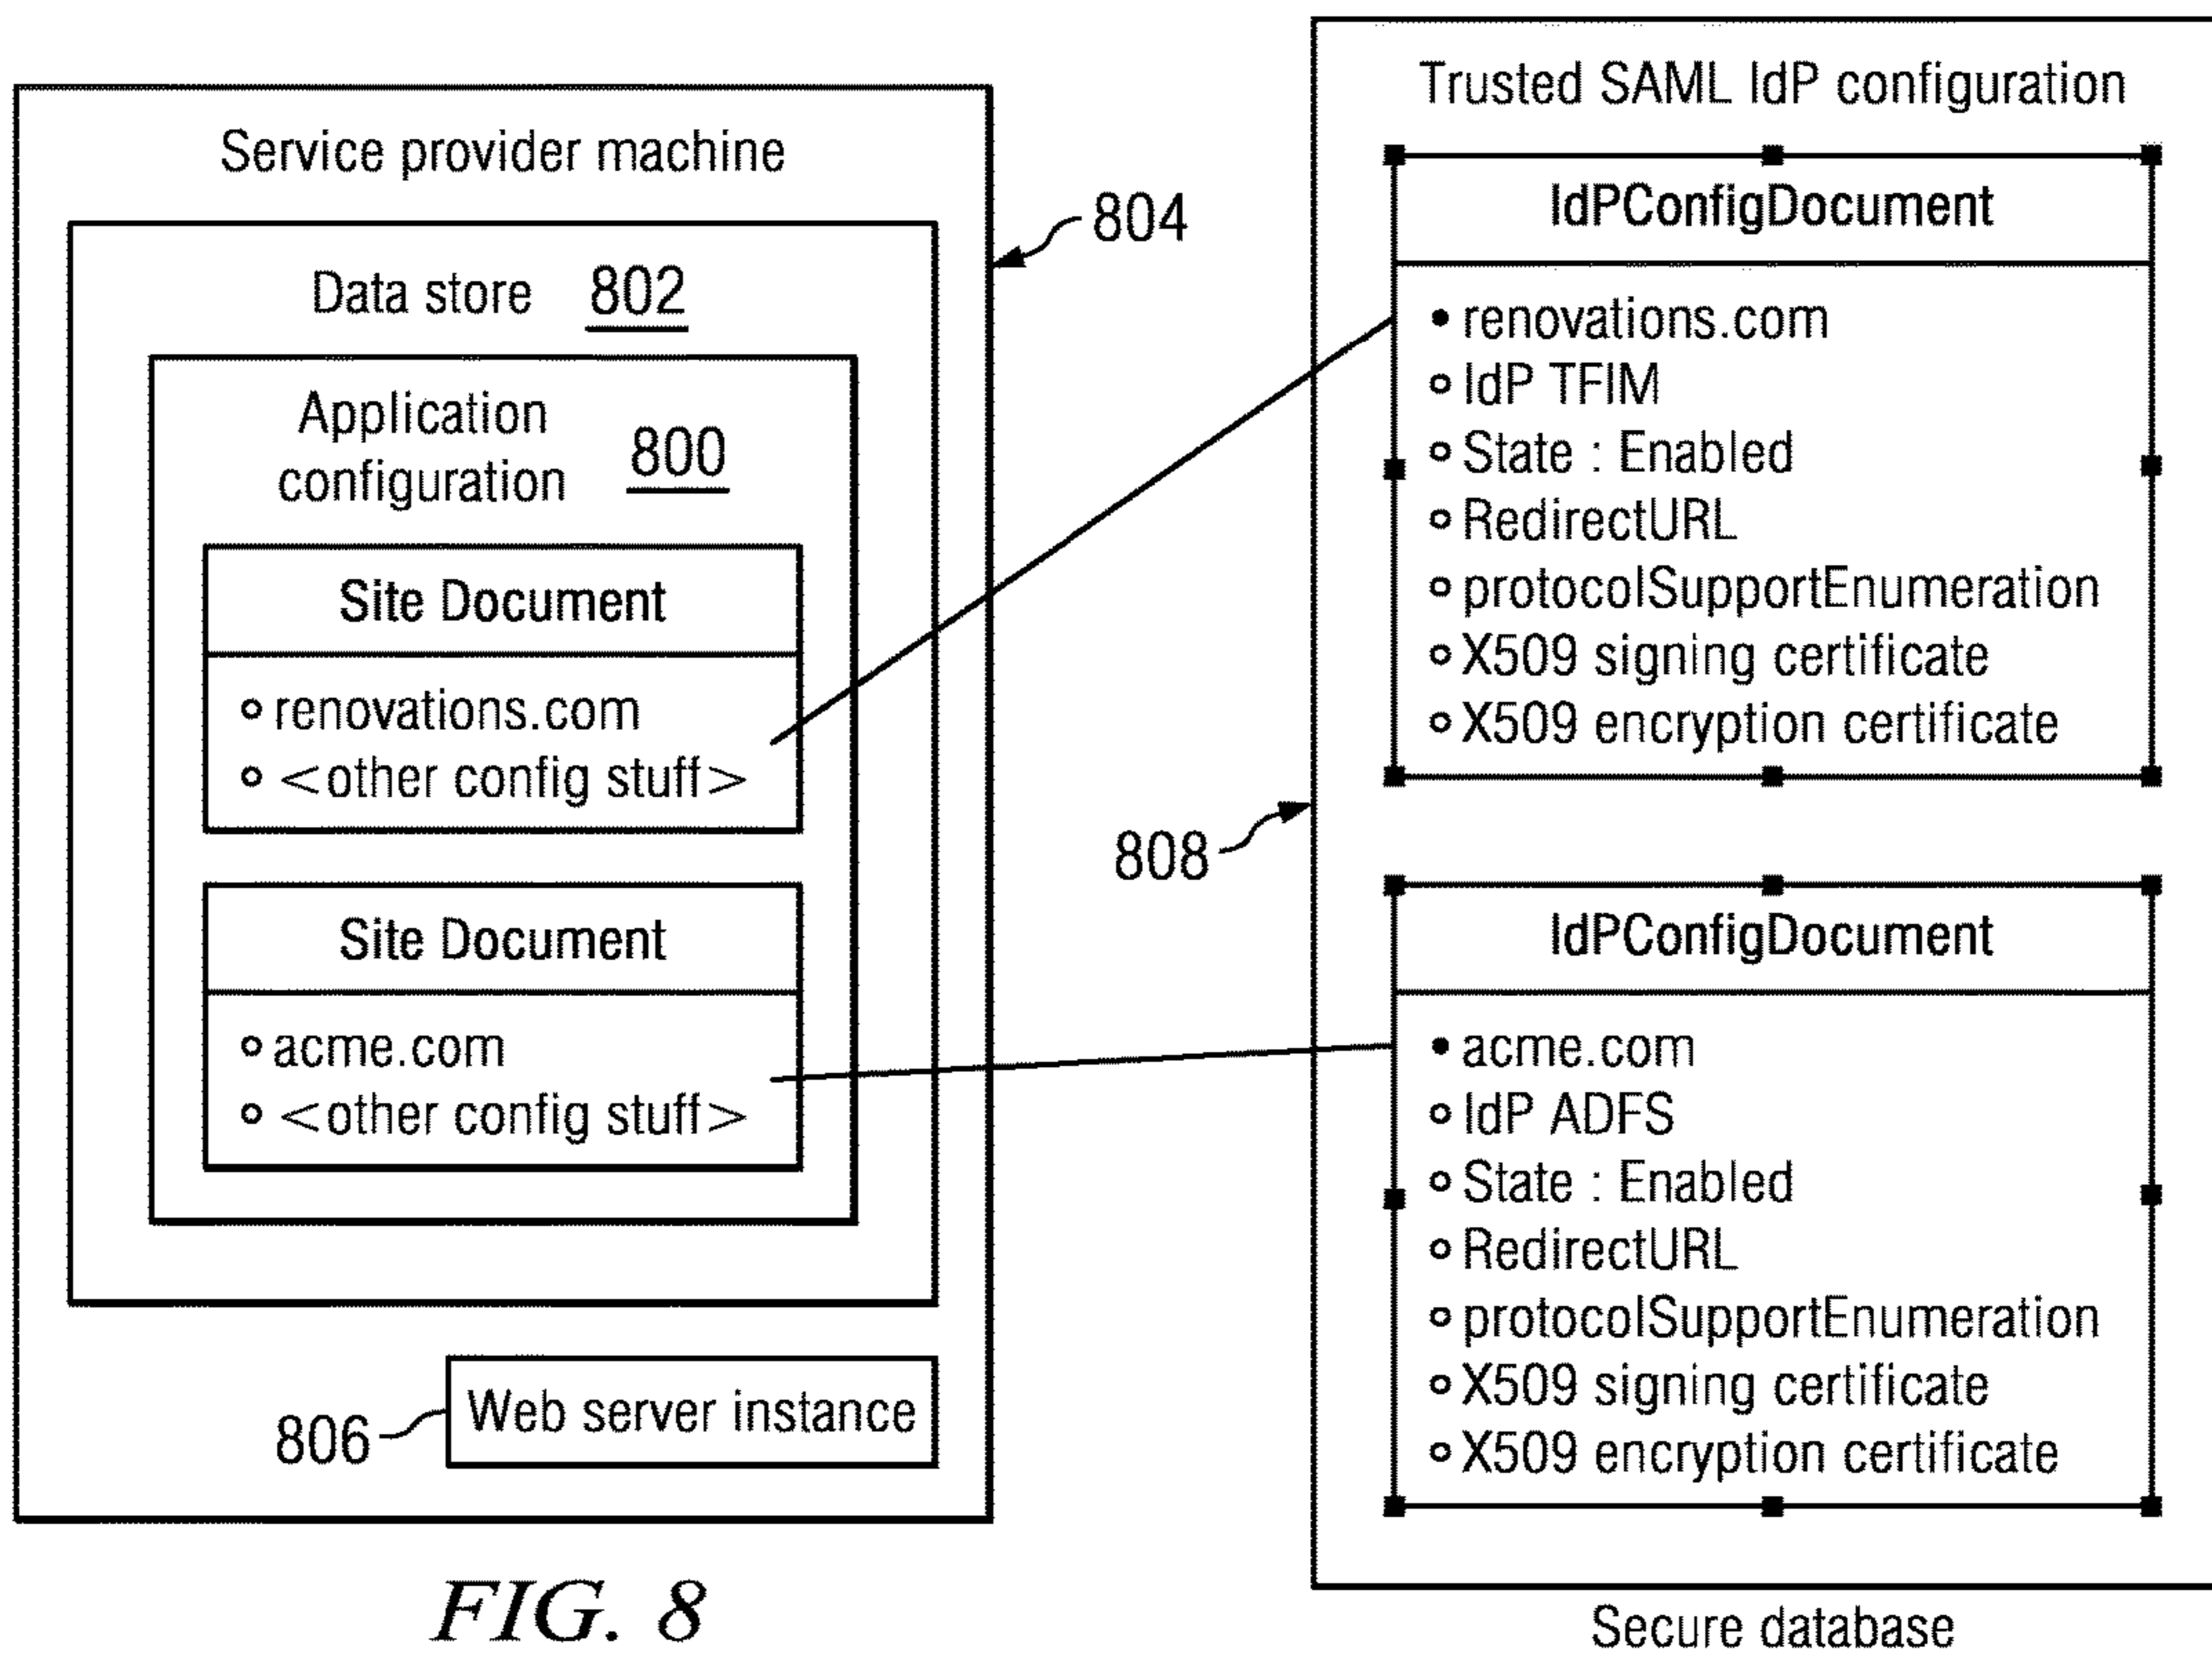 Service provider machine
804
Data store 802
Application
configuration 800
Site Document
○ renovations.com
○ <other config stuff>
Site Document
○ acme.com
○ <other config stuff>
806
Web server instance
FIG. 8
808
Trusted SAML IdP configuration
IdPConfigDocument
• renovations.com
○ IdP TFIM
○ State : Enabled
○ RedirectURL
○ protocolSupportEnumeration
○ X509 signing certificate
○ X509 encryption certificate
IdPConfigDocument
• acme.com
○ IdP ADFS
○ State : Enabled
○ RedirectURL
○ protocolSupportEnumeration
○ X509 signing certificate
○ X509 encryption certificate
Secure database